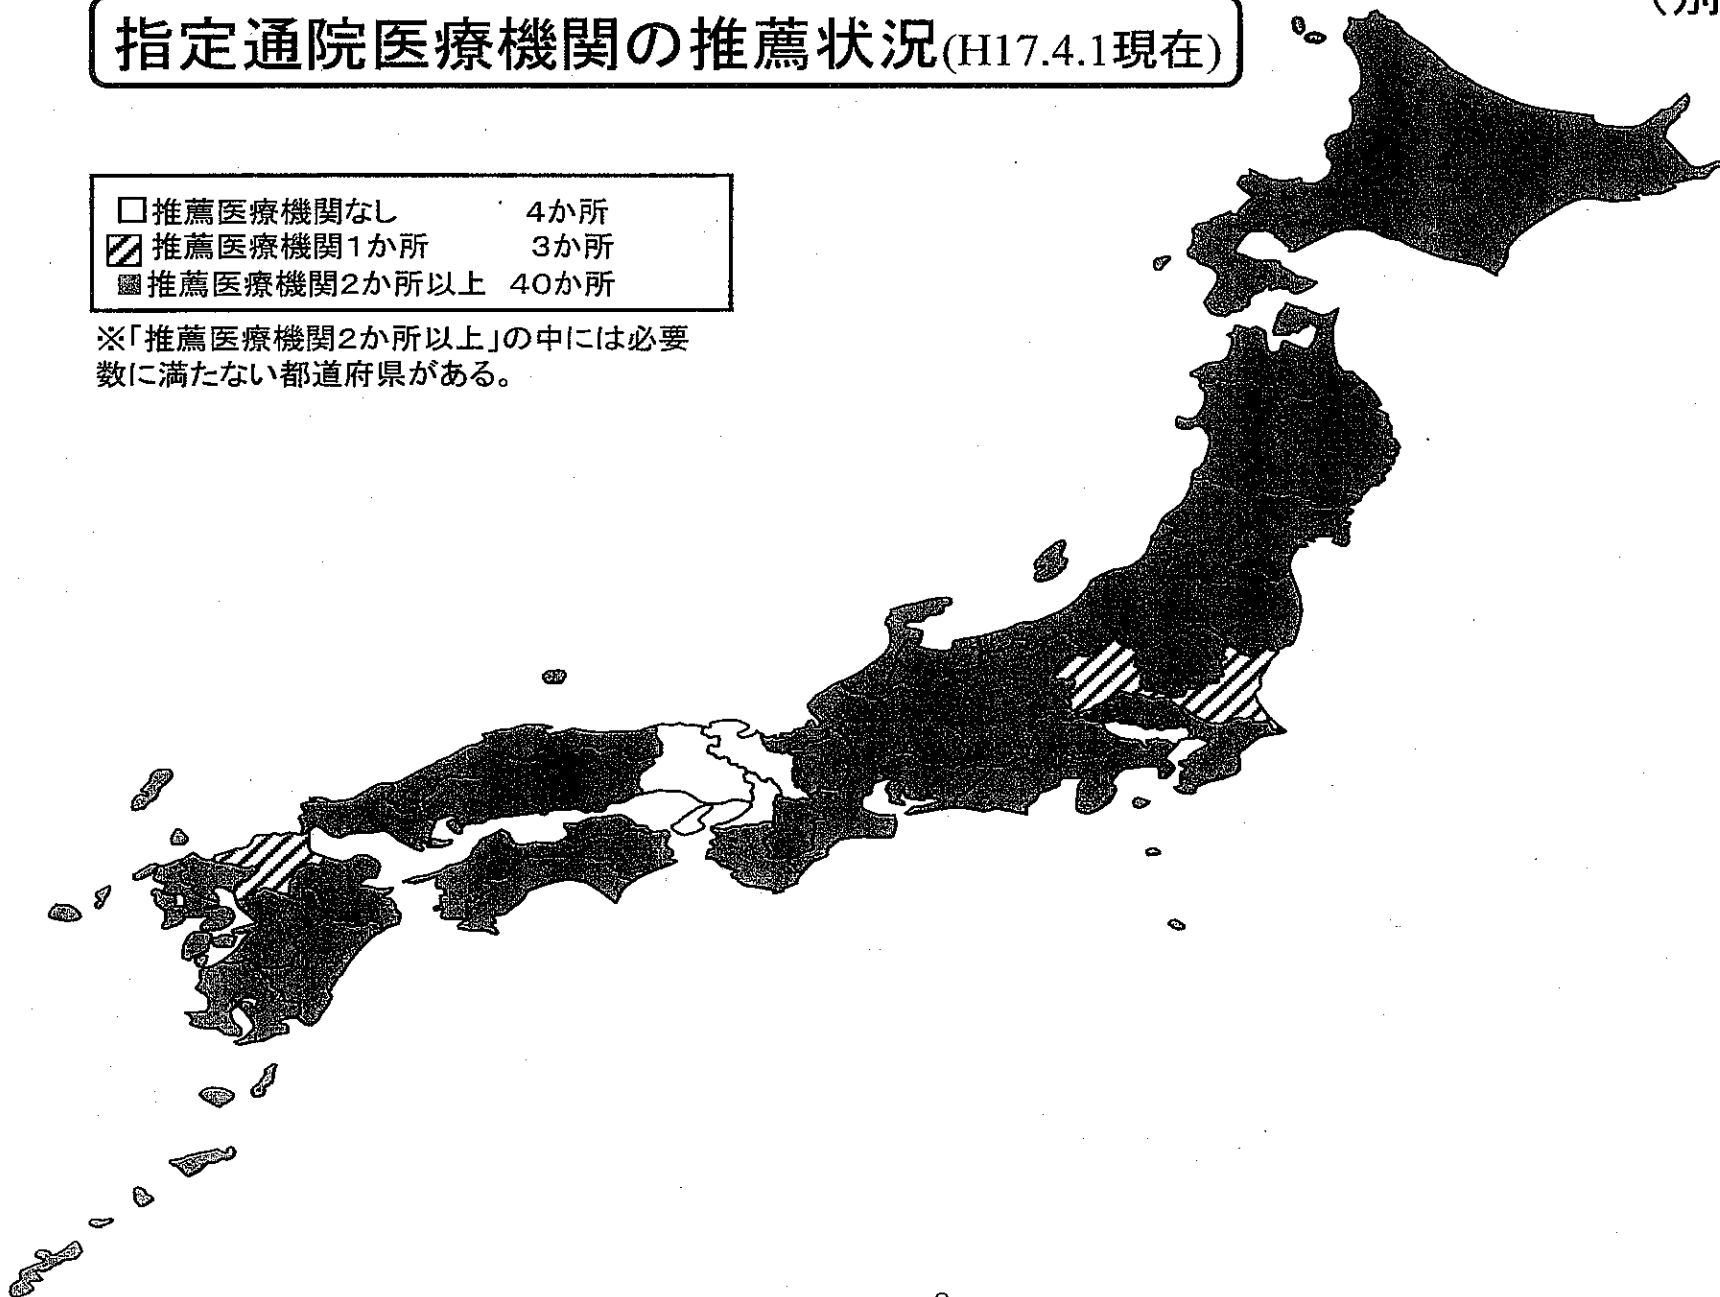 (別
指定通院医療機関の推薦状況(H17.4.1現在)
□推薦医療機関なし 4か所
推薦医療機関1か所 3か所
推薦医療機関2か所以上 40か所
※「推薦医療機関2か所以上」の中には必要
数に満たない都道府県がある。